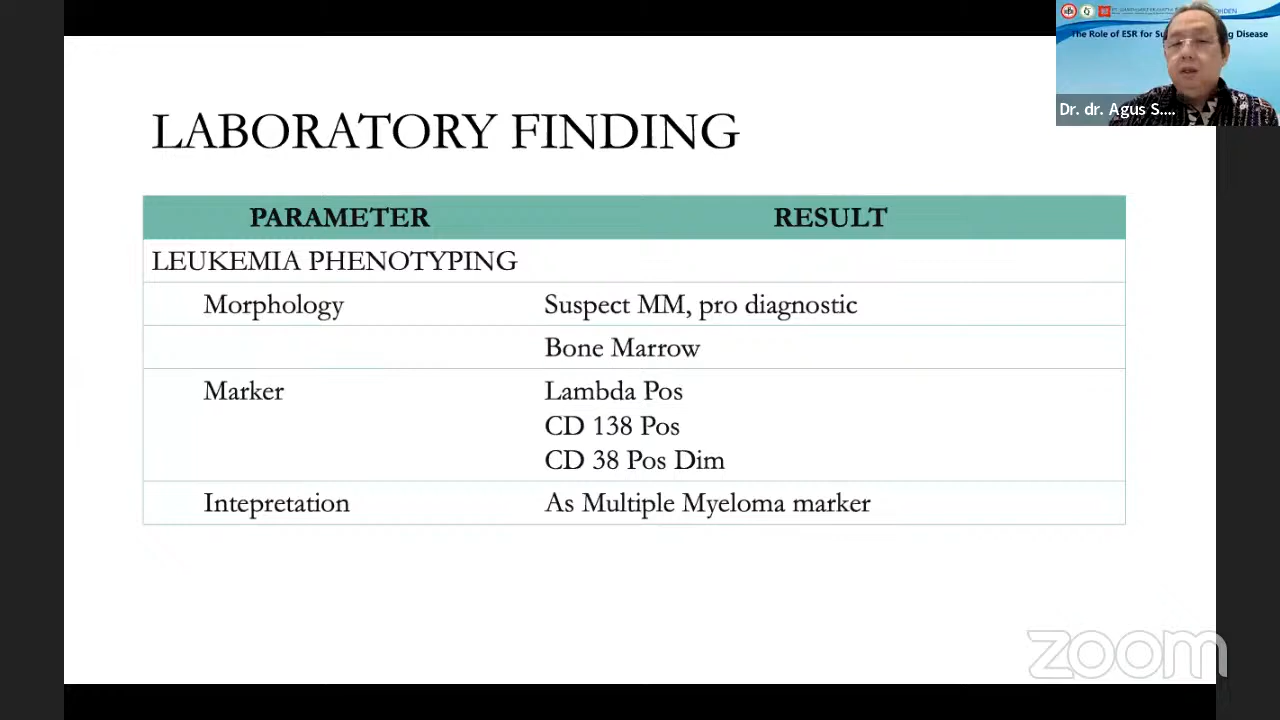 The Role of ESR for Su g Disease
Dr. dr. Agus S....
LABORATORY FINDING
PARAMETER RESULT
LEUKEMIA PHENOTYPING
Morphology Suspect MM, pro diagnostic
Bone Marrow
Marker Lambda Pos
CD 138 Pos
CD 38 Pos Dim
Intepretation As Multiple Myeloma marker
zoom